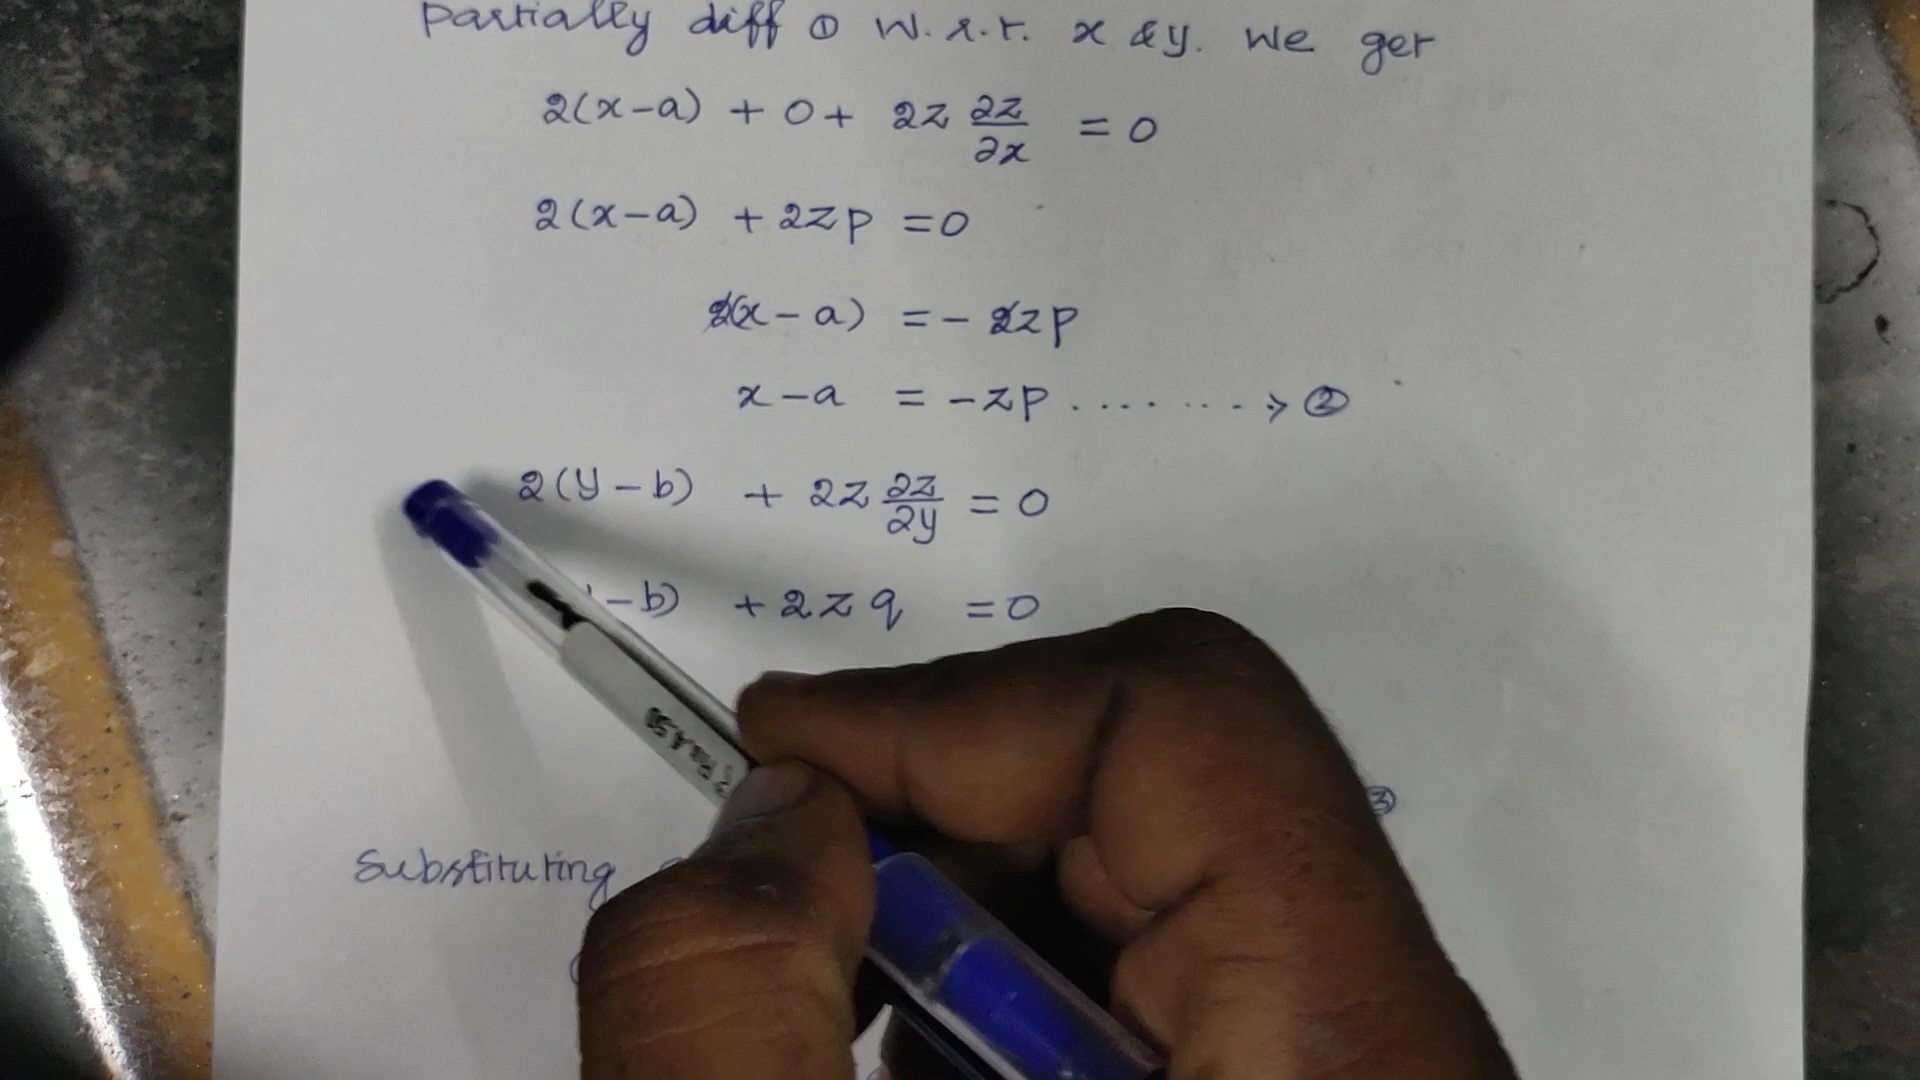 Partially diff ① w.r.t. x & y. we get
2(x-a) + 0 + 2z ∂z/∂x = 0
2(x-a) + 2zp = 0
2(x-a) = - 2zp
x-a = -zp ........→ ②
2(y-b) + 2z ∂z/∂y = 0
-b) + 2zq = 0
③
Substituting